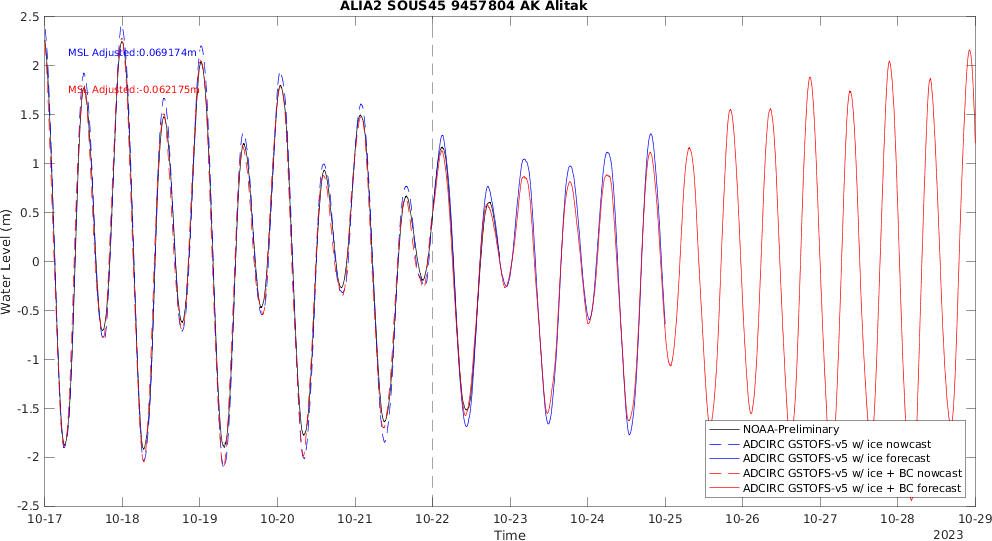 ALIA2 SOUS45 9457804 AK Alitak
MSL Adjusted:0.069174m
MSL Adjusted:-0.062175m
Water Level (m)
2.5
2
1.5
1
0.5
0
-0.5
-1
-1.5
-2
-2.5
10-17 10-18 10-19 10-20 10-21 10-22 10-23 10-24 10-25 10-26 10-27 10-28 10-29
Time
2023
NOAA-Preliminary
ADCIRC GSTOFS-v5 w/ ice nowcast
ADCIRC GSTOFS-v5 w/ ice forecast
ADCIRC GSTOFS-v5 w/ ice + BC nowcast
ADCIRC GSTOFS-v5 w/ ice + BC forecast